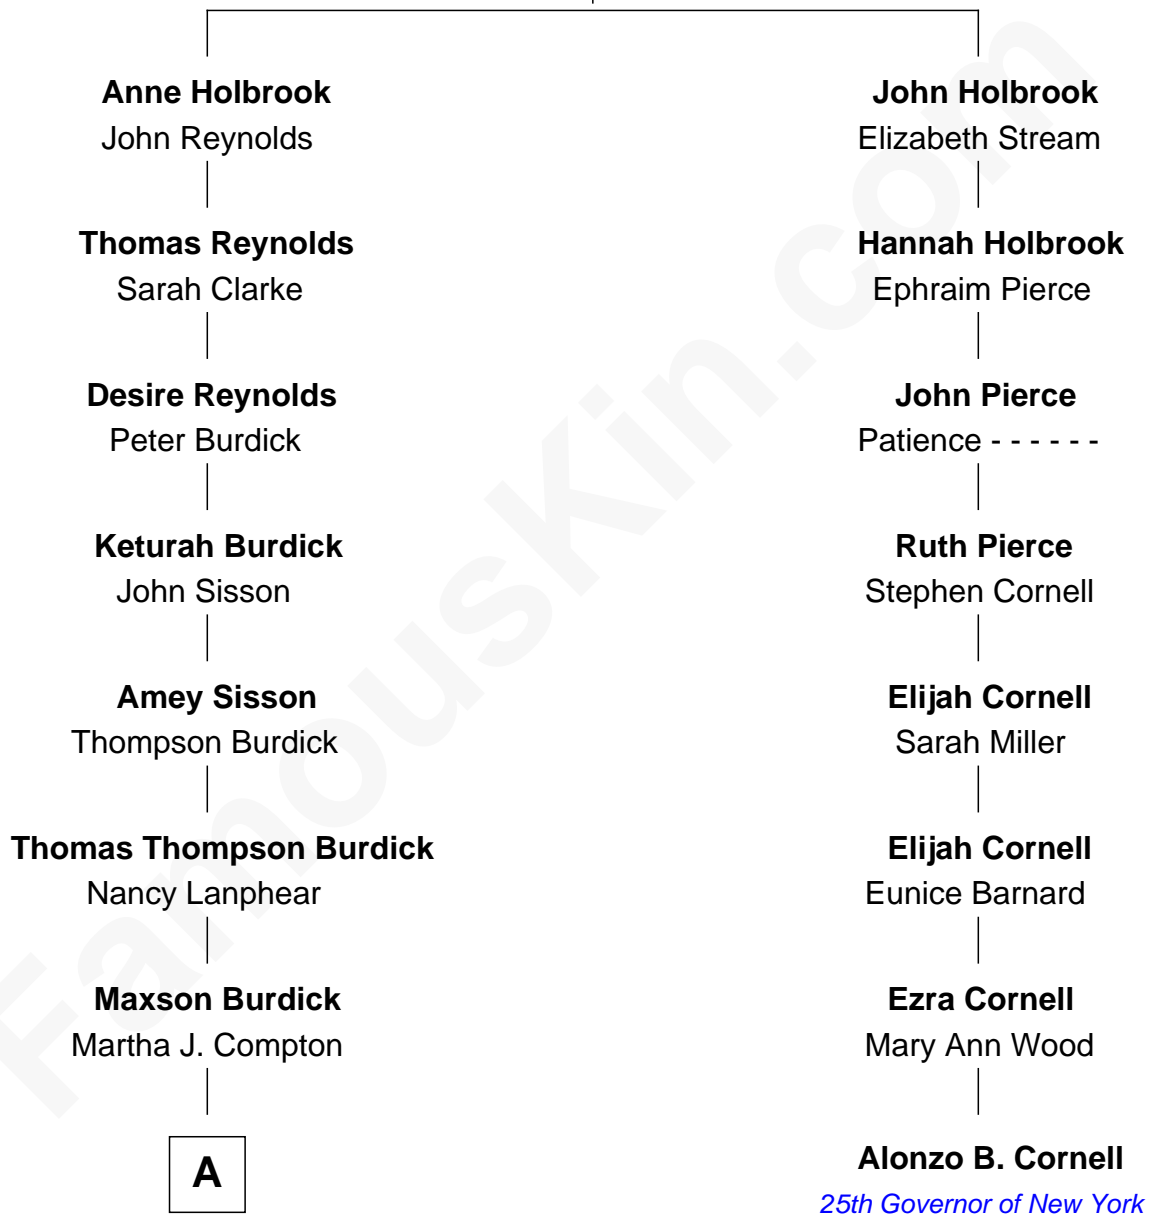 Anne Holbrook
John Reynolds
Thomas Reynolds
Sarah Clarke
Desire Reynolds
Peter Burdick
Keturah Burdick
John Sisson
Amey Sisson
Thompson Burdick
Thomas Thompson Burdick
Nancy Lanphear
Maxson Burdick
Martha J. Compton
A
John Holbrook
Elizabeth Stream
Hannah Holbrook
Ephraim Pierce
John Pierce
Patience - - - - - -
Ruth Pierce
Stephen Cornell
Elijah Cornell
Sarah Miller
Elijah Cornell
Eunice Barnard
Ezra Cornell
Mary Ann Wood
Alonzo B. Cornell
25th Governor of New York
FamousKin.com